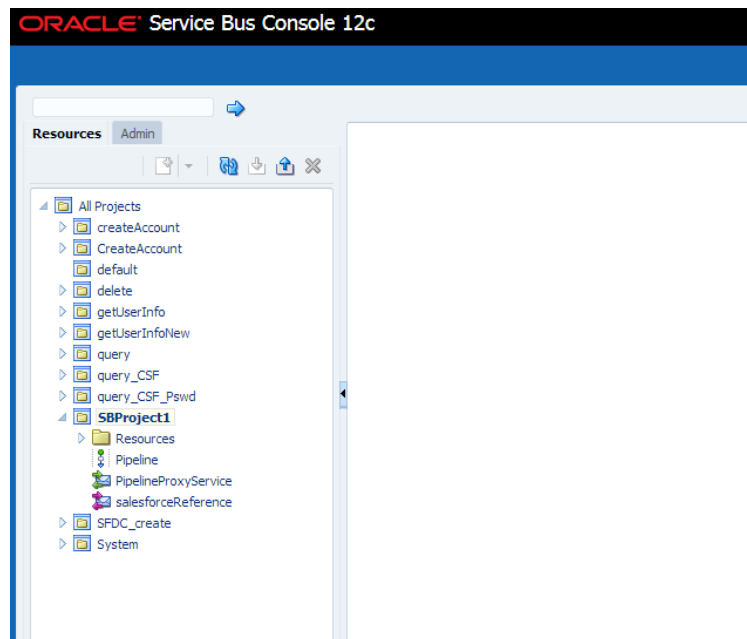 ORACLE Service Bus Console 12c
Resources Admin
All Projects
createAccount
CreateAccount
default
delete
getUserInfo
getUserInfoNew
query
query_CSF
query_CSF_Pswd
SBProject1
Resources
Pipeline
PipelineProxyService
salesforceReference
SFDC_create
System